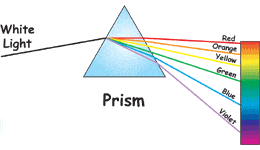 White
Light
Prism
Red
Orange
Yellow
Green
Blue
Violet